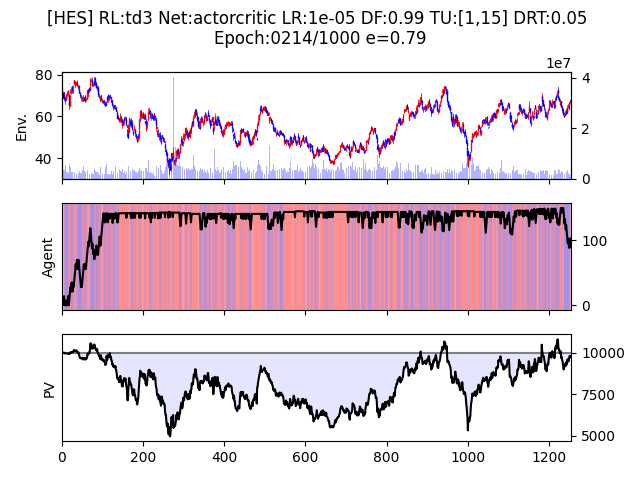 [HES] RL:td3 Net:actorcritic LR:1e-05 DF:0.99 TU:[1,15] DRT:0.05
Epoch:0214/1000 e=0.79
1e7
80
60
40
Env.
4
2
0
Agent
100
0
PV
10000
7500
5000
0 200 400 600 800 1000 1200